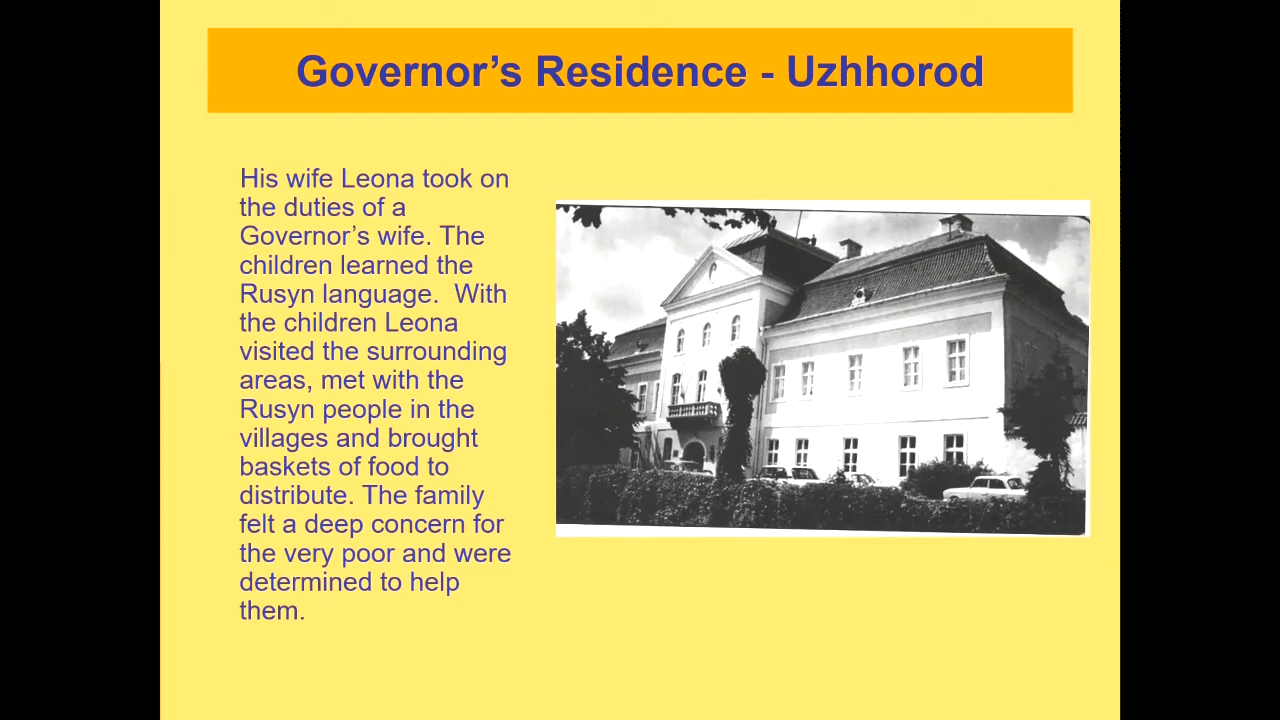 Governor’s Residence - Uzhhorod
His wife Leona took on
the duties of a
Governor’s wife. The
children learned the
Rusyn language.  With
the children Leona
visited the surrounding
areas, met with the
Rusyn people in the
villages and brought
baskets of food to
distribute. The family
felt a deep concern for
the very poor and were
determined to help
them.